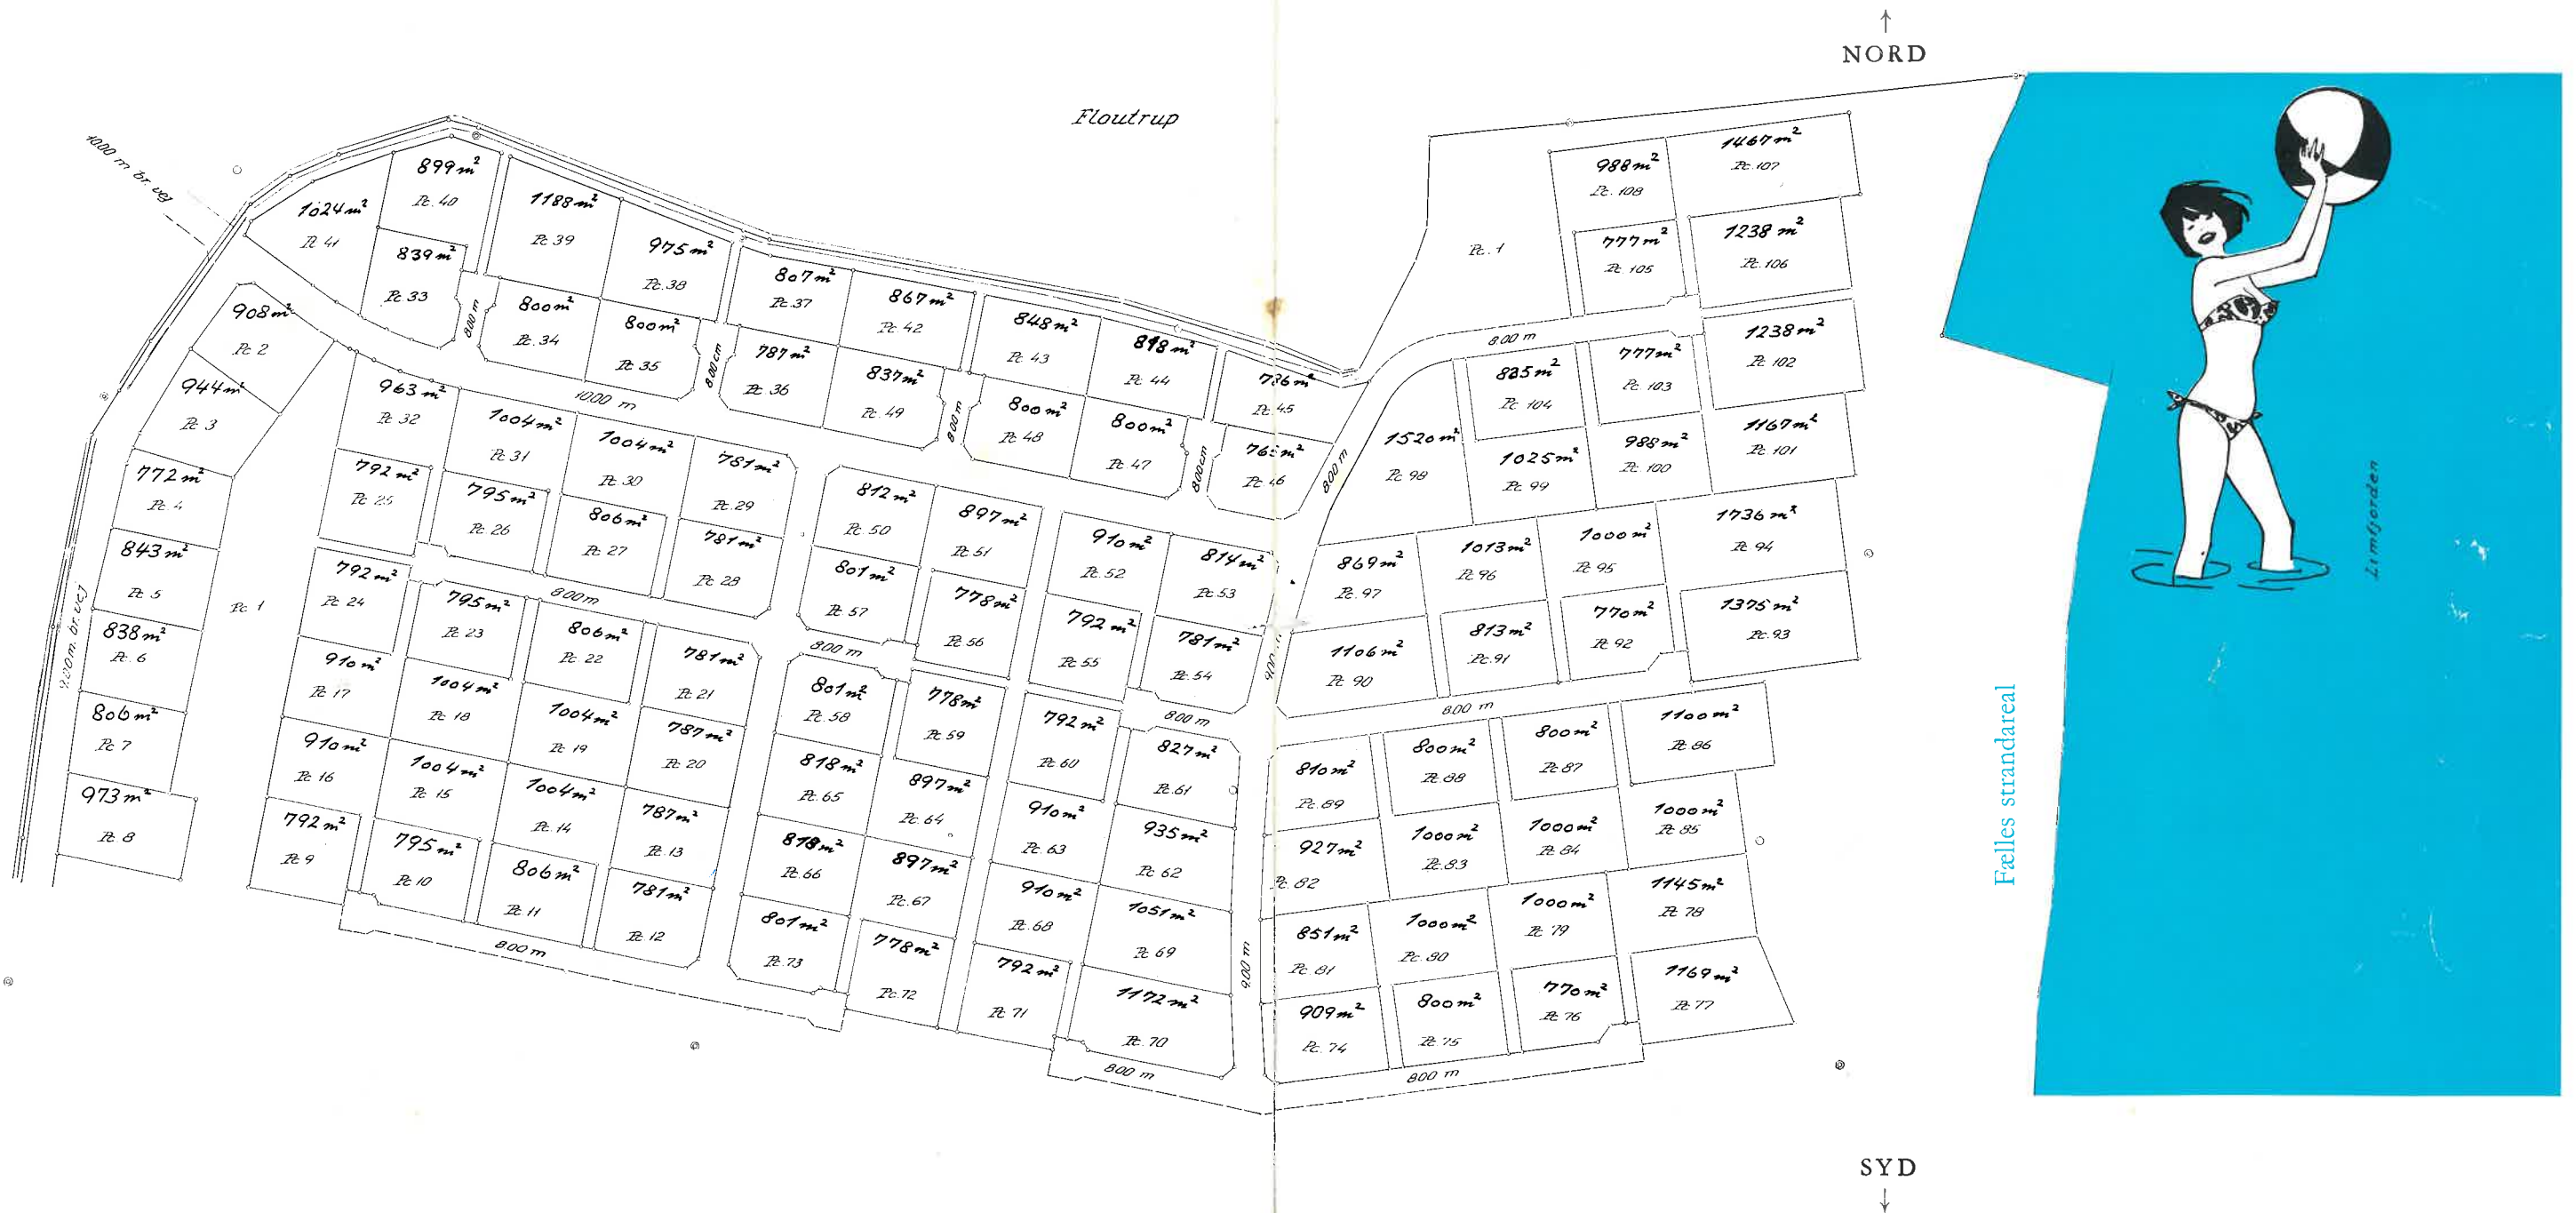 ↑
NORD
Floutrup
1000 m br. vej
899 m²
Pc. 40
1024 m²
Pc. 41
1188 m²
Pc. 39
839 m²
Pc. 33
975 m²
Pc. 38
807 m²
Pc. 37
867 m²
Pc. 42
848 m²
Pc. 43
818 m²
Pc. 44
Pc. 45
800 m²
Pc. 34
800 m²
Pc. 35
787 m²
Pc. 36
837 m²
Pc. 49
800 m²
Pc. 48
800 m²
Pc. 47
Pc. 46
800 m
800 cm
800 m
800 cm
800 m
1000 m
908 m²
Pc. 2
944 m²
Pc. 3
772 m²
Pc. 4
843 m²
Pc. 5
838 m²
Pc. 6
806 m²
Pc. 7
973 m²
Pc. 8
Pc. 1
m. br. vej
963 m²
Pc. 32
1004 m²
Pc. 31
1004 m²
Pc. 30
781 m²
Pc. 29
792 m²
Pc. 25
795 m²
Pc. 26
806 m²
Pc. 27
781 m²
Pc. 28
800 m
792 m²
Pc. 24
795 m²
Pc. 23
806 m²
Pc. 22
781 m²
Pc. 21
910 m²
Pc. 17
1004 m²
Pc. 18
1004 m²
Pc. 19
787 m²
Pc. 20
910 m²
Pc. 16
1004 m²
Pc. 15
1004 m²
Pc. 14
787 m²
Pc. 13
792 m²
Pc. 9
795 m²
Pc. 10
806 m²
Pc. 11
781 m²
Pc. 12
800 m
812 m²
Pc. 50
897 m²
Pc. 51
910 m²
Pc. 52
814 m²
Pc. 53
801 m²
Pc. 57
778 m²
Pc. 56
792 m²
Pc. 55
781 m²
Pc. 54
800 m
800 m
801 m²
Pc. 58
778 m²
Pc. 59
792 m²
Pc. 60
827 m²
Pc. 61
818 m²
Pc. 65
897 m²
Pc. 64
910 m²
Pc. 63
935 m²
Pc. 62
818 m²
Pc. 66
897 m²
Pc. 67
910 m²
Pc. 68
1051 m²
Pc. 69
801 m²
Pc. 73
778 m²
Pc. 72
792 m²
Pc. 71
1172 m²
Pc. 70
800 m
900 m
Pc. 1
988 m²
Pc. 108
1467 m²
Pc. 107
777 m²
Pc. 105
1238 m²
Pc. 106
800 m
1238 m²
Pc. 102
777 m²
Pc. 103
Pc. 104
1520 m²
Pc. 98
1025 m²
Pc. 99
988 m²
Pc. 100
1167 m²
Pc. 101
869 m²
Pc. 97
1013 m²
Pc. 96
1000 m²
Pc. 95
1736 m²
Pc. 94
1106 m²
Pc. 90
813 m²
Pc. 91
770 m²
Pc. 92
1375 m²
Pc. 93
800 m
810 m²
Pc. 89
800 m²
Pc. 88
800 m²
Pc. 87
1100 m²
Pc. 86
927 m²
Pc. 82
1000 m²
Pc. 83
1000 m²
Pc. 84
1000 m²
Pc. 85
851 m²
Pc. 81
1000 m²
Pc. 80
1000 m²
Pc. 79
1145 m²
Pc. 78
909 m²
Pc. 74
800 m²
Pc. 75
770 m²
Pc. 76
1169 m²
Pc. 77
800 m
Fælles strandareal
Limfjorden
SYD
↓